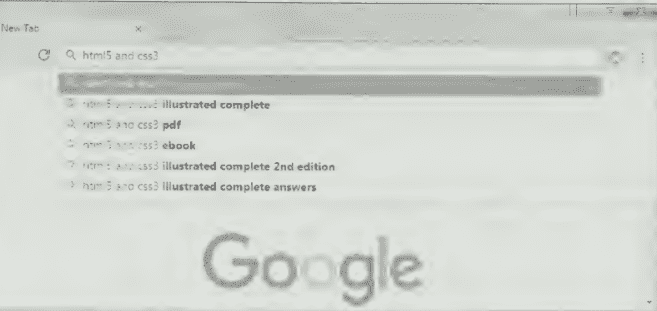 New Tab
html5 and css3
html5 and css3 illustrated complete
html5 and css3 pdf
html5 and css3 ebook
html5 and css3 illustrated complete 2nd edition
html5 and css3 illustrated complete answers
Google